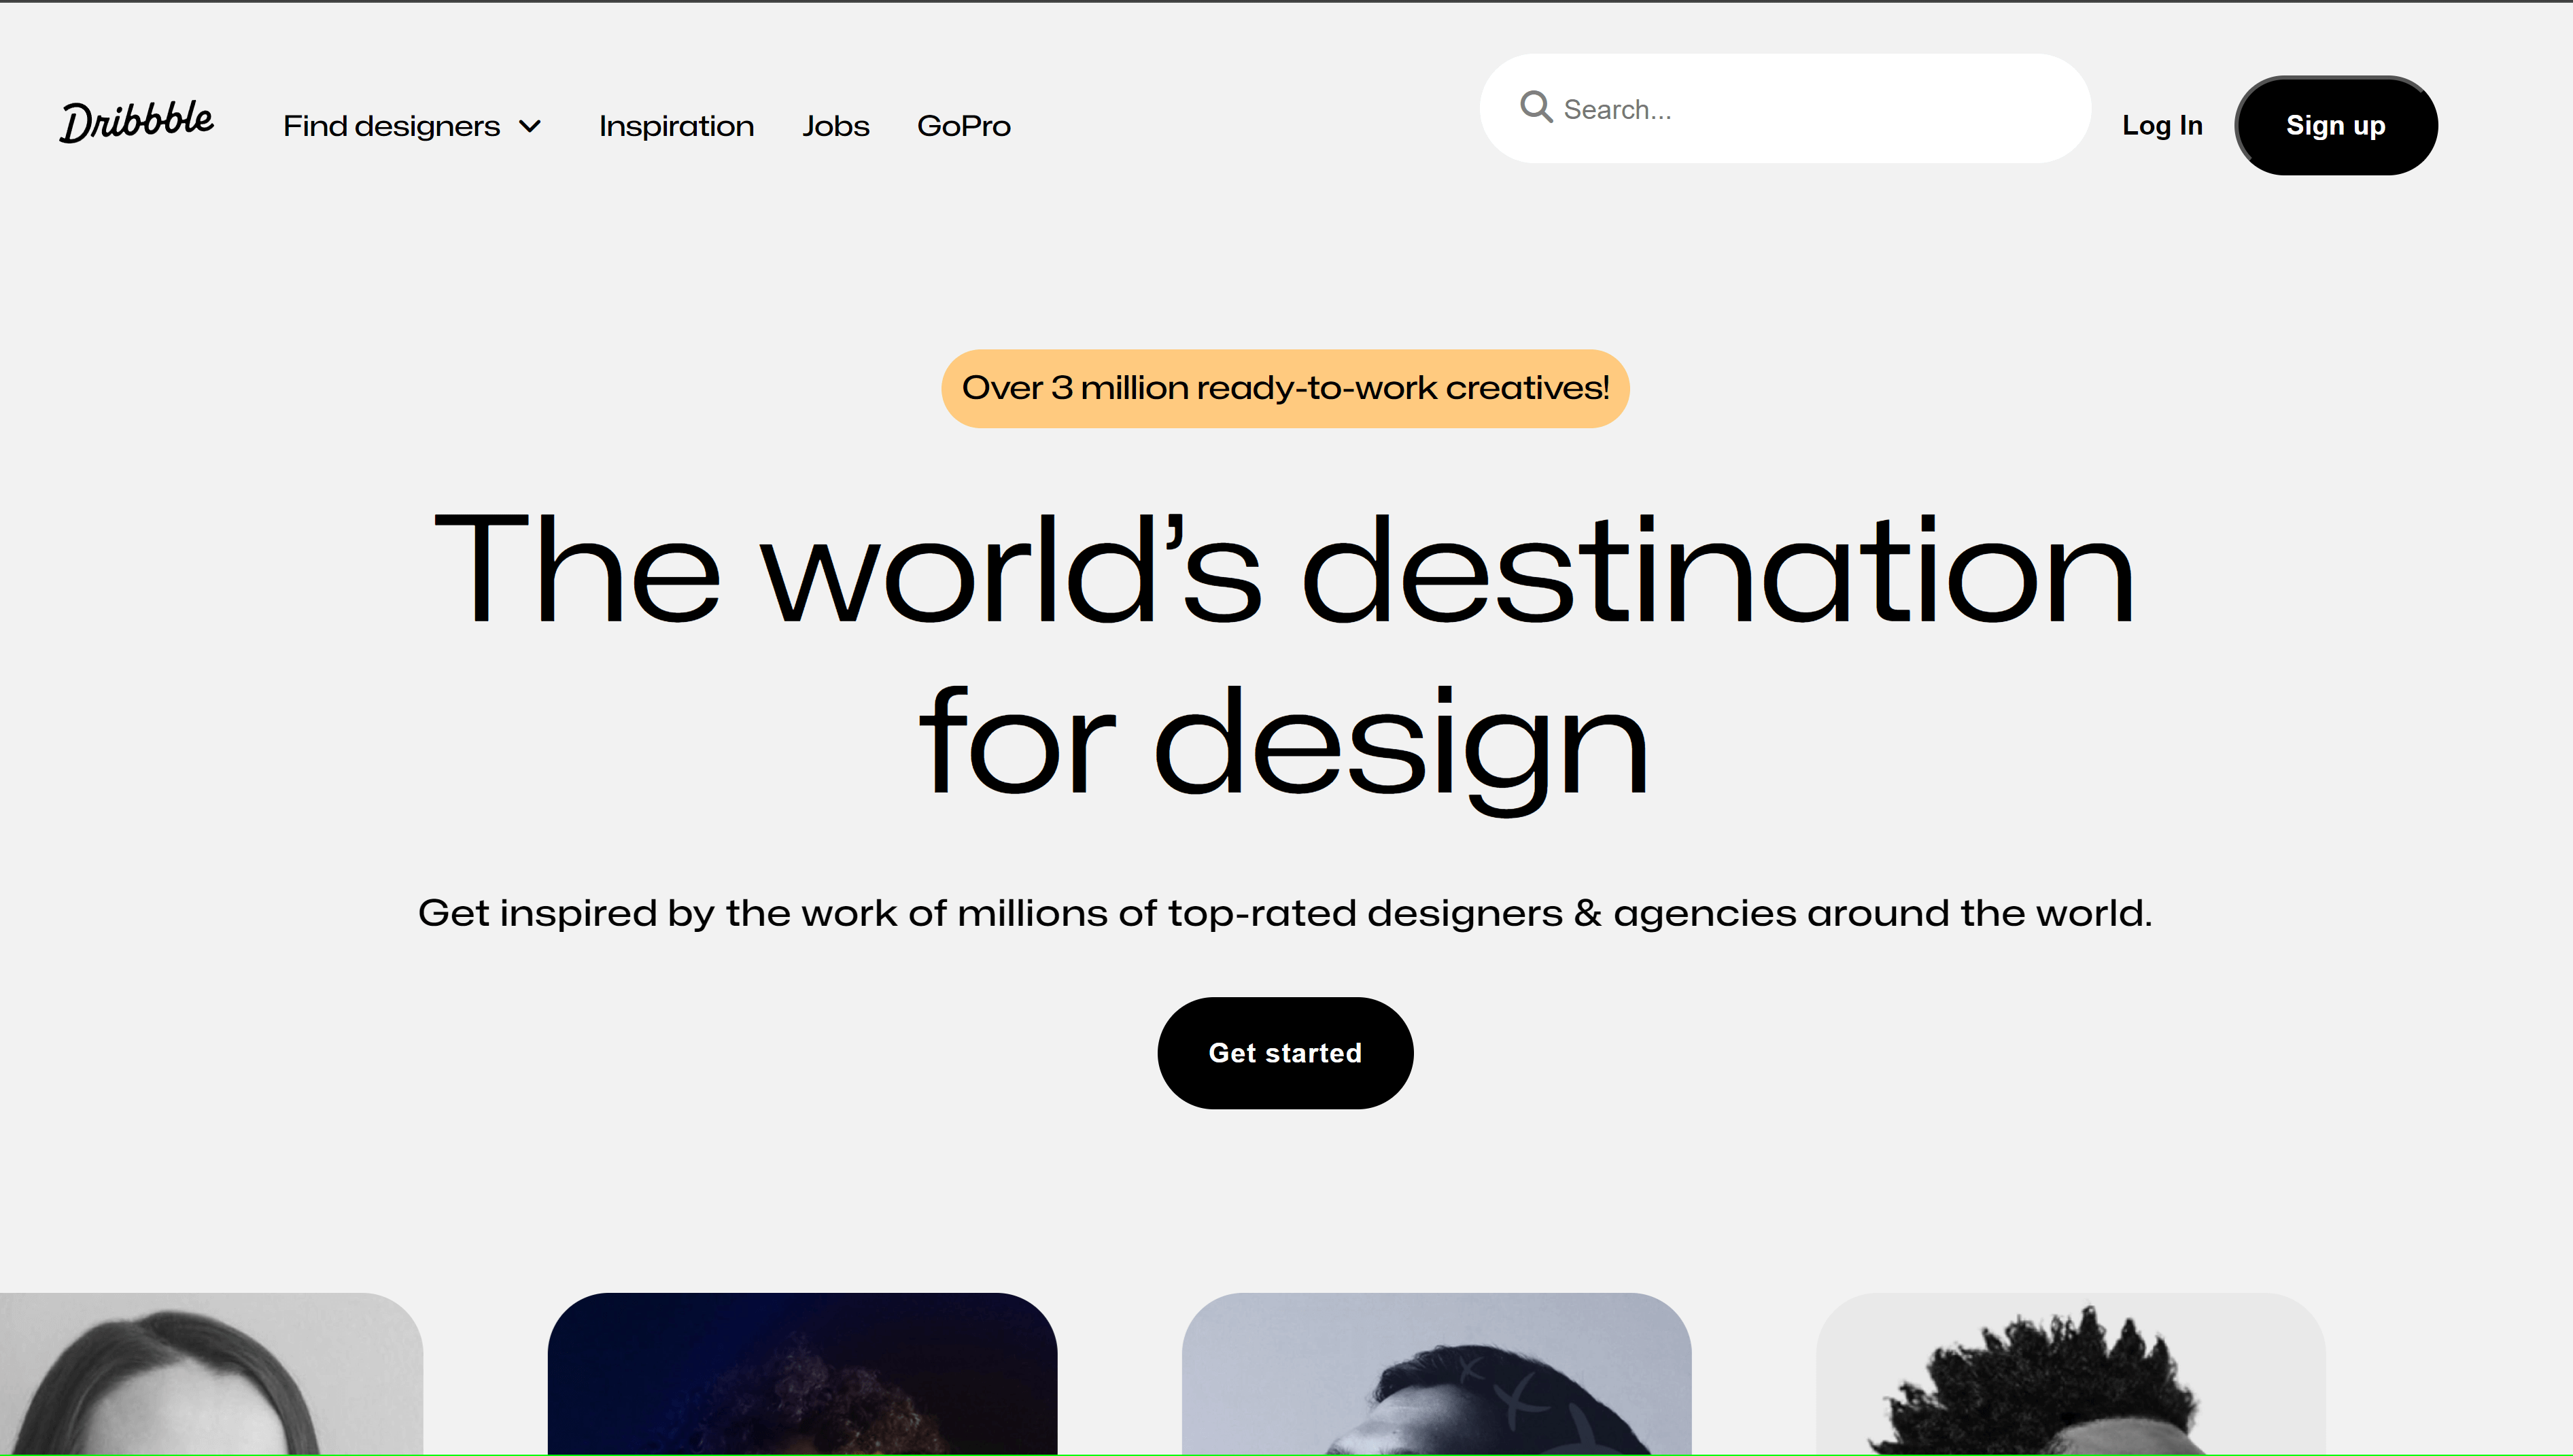 Dribbble
Find designers
Inspiration
Jobs
GoPro
Search...
Log In
Sign up
Over 3 million ready-to-work creatives!
The world’s destination
for design
Get inspired by the work of millions of top-rated designers & agencies around the world.
Get started